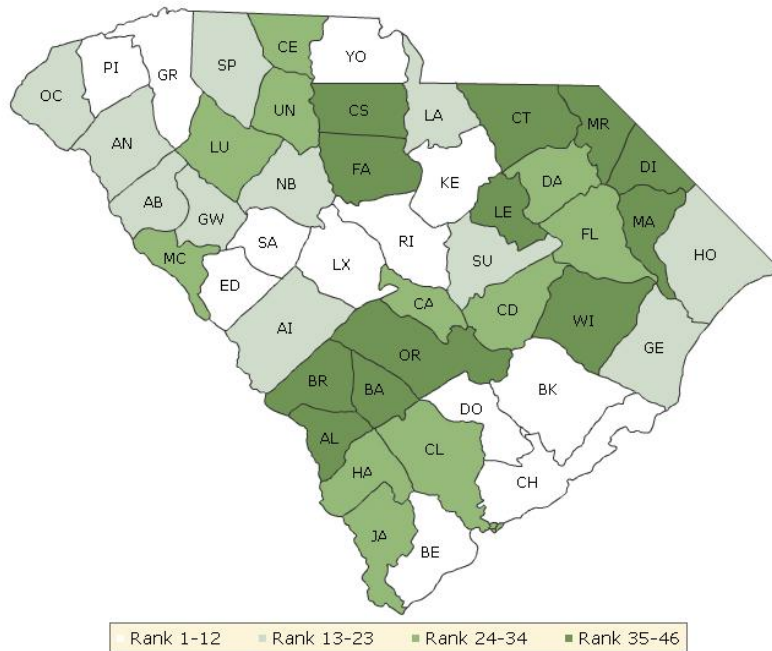 CE
YO
GR
PI
SP
OC
UN
CS
LA
CT
MR
AN
LU
DI
FA
KE
DA
NB
AB
LE
GW
MA
FL
SA
RI
HO
MC
LX
SU
ED
CA
CD
WI
AI
GE
OR
BR
BA
BK
DO
AL
CL
HA
CH
JA
BE
Rank 1-12 Rank 13-23 Rank 24-34 Rank 35-46